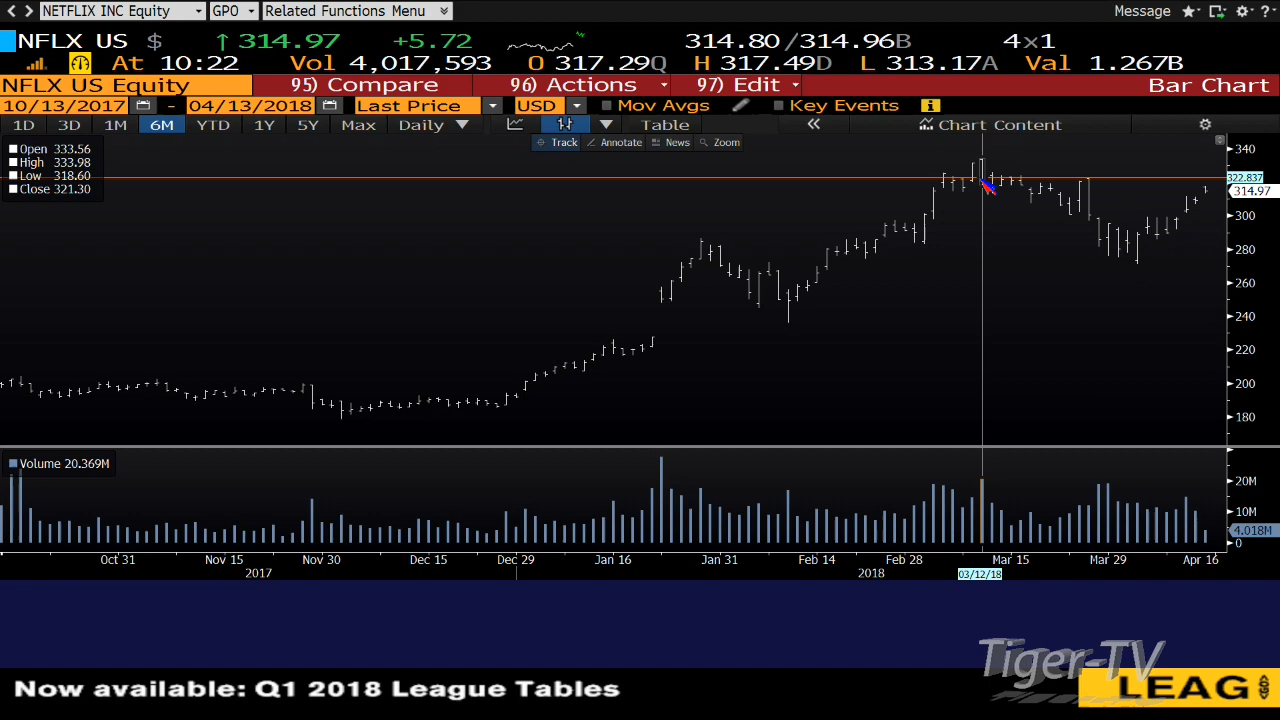 NETFLIX INC Equity GPO Related Functions Menu Message ?
NFLX US $ ↑ 314.97 +5.72 314.80/314.96B 4×1
At 10:22 Vol 4,017,593 O 317.29Q H 317.49D L 313.17A Val 1.267B
NFLX US Equity 95) Compare 96) Actions 97) Edit Bar Chart
10/13/2017 - 04/13/2018 Last Price USD Mov Avgs Key Events
1D 3D 1M 6M YTD 1Y 5Y Max Daily Table « Chart Content
Track Annotate News Zoom
Open 333.56
High 333.98
Low 318.60
Close 321.30
340
322.837
314.97
300
280
260
240
220
200
180
Volume 20.369M
20M
10M
4.018M
0
Oct 31 Nov 15 Nov 30 Dec 15 Dec 29 Jan 16 Jan 31 Feb 14 Feb 28 Mar 15 Mar 29 Apr 16
2017 2018 03/12/18
Tiger-TV
Now available: Q1 2018 League Tables LEAG